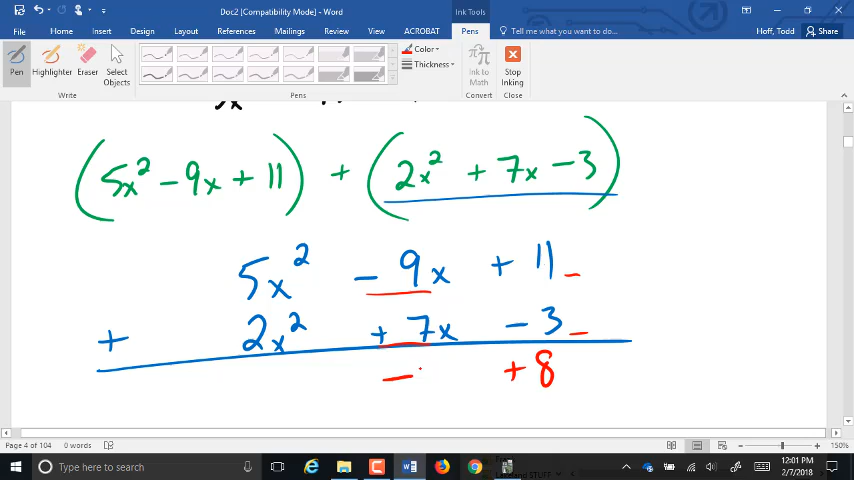 Doc2 [Compatibility Mode] - Word
Ink Tools
Hoff, Todd
File Home Insert Design Layout References Mailings Review View ACROBAT Pens Tell me what you want to do... Share
Pen Highlighter Eraser Select Objects
Color
Thickness
Ink to Math
Stop Inking
Write Pens Convert Close
(5x² - 9x + 11) + (2x² + 7x - 3)
5x² - 9x + 11
+ 2x² + 7x - 3
- + 8
Page 4 of 104 0 words 150%
Type here to search
12:01 PM
2/7/2018